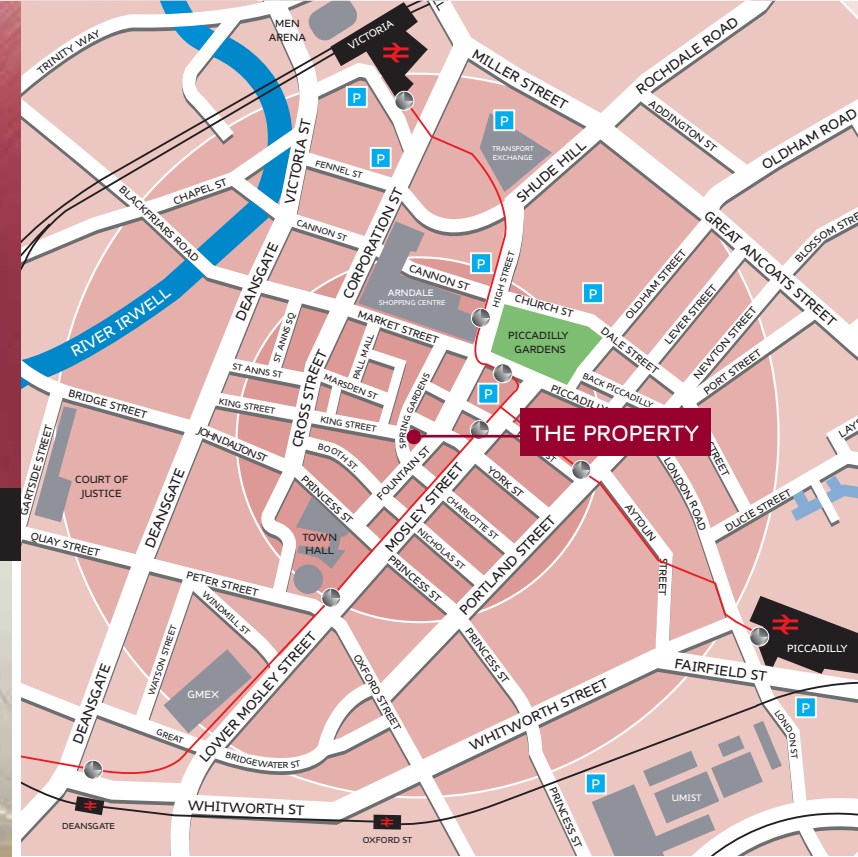 MEN
ARENA
VICTORIA
TRINITY WAY
MILLER STREET
ROCHDALE ROAD
ADDINGTON ST
OLDHAM ROAD
P
P
P
TRANSPORT
EXCHANGE
SHUDE HILL
VICTORIA ST
FENNEL ST
CHAPEL ST
BLACKFRIARS ROAD
CANNON ST
CORPORATION ST
DEANSGATE
GREAT ANCOATS STREET
RIVER IRWELL
P
P
CANNON ST
HIGH STREET
ARNDALE
SHOPPING CENTRE
CHURCH ST
OLDHAM STREET
LEVER STREET
NEWTON STREET
PORT STREET
ST ANNS SQ
MARKET STREET
PALL MALL
PICCADILLY
GARDENS
DALE STREET
BACK PICCADILLY
ST ANNS ST
MARSDEN ST
SPRING GARDENS
P
BRIDGE STREET
KING STREET
KING STREET
CROSS STREET
THE PROPERTY
JOHN DALTON ST
BOOTH ST.
FOUNTAIN ST
GARTSIDE STREET
COURT OF
JUSTICE
DEANSGATE
PRINCESS ST
MOSLEY STREET
YORK ST
CHARLOTTE ST
LONDON ROAD
DUCIE STREET
AYTOUN
STREET
TOWN
HALL
NICHOLAS ST
PORTLAND STREET
QUAY STREET
PETER STREET
PRINCESS ST
WINDMILL ST
WATSON STREET
PRINCESS ST
PICCADILLY
FAIRFIELD ST
OXFORD STREET
LOWER MOSLEY STREET
GMEX
WHITWORTH STREET
DEANSGATE
GREAT
BRIDGEWATER ST
P
LONDON ST
P
UMIST
PRINCESS ST
WHITWORTH ST
DEANSGATE
OXFORD ST